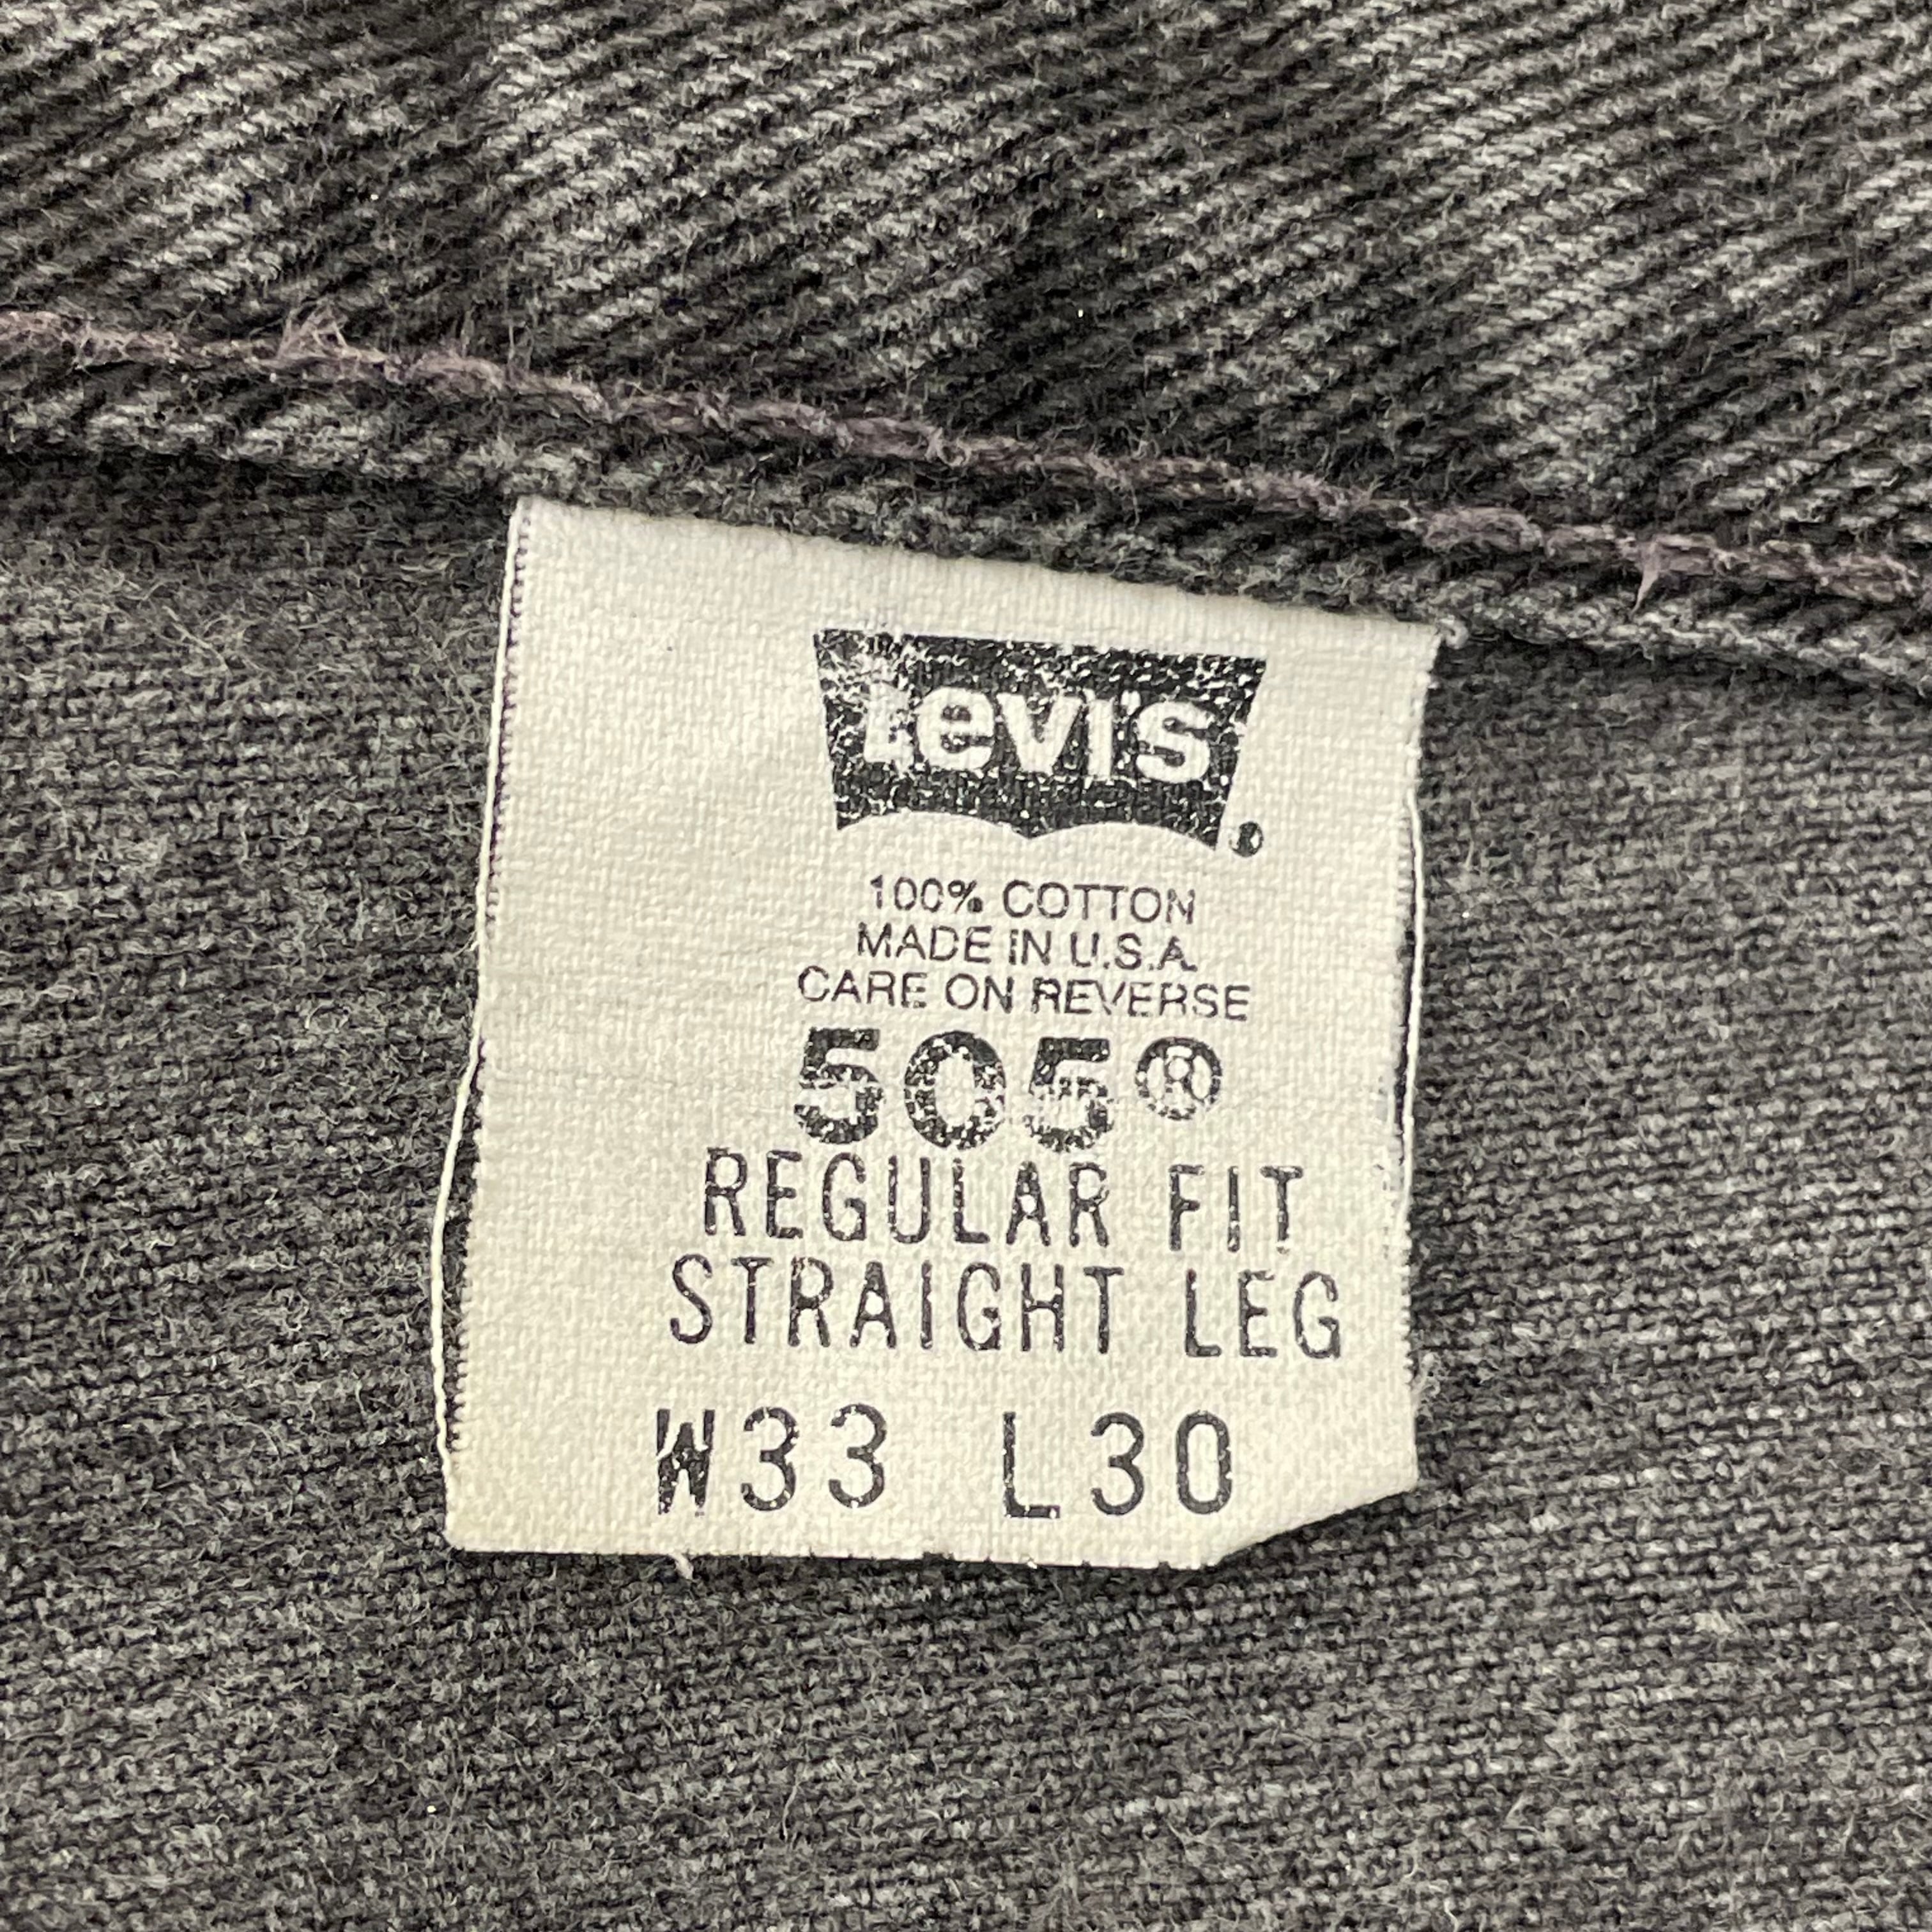 Levi's
100% COTTON
MADE IN U.S.A.
CARE ON REVERSE
505®
REGULAR FIT
STRAIGHT LEG
W33 L30